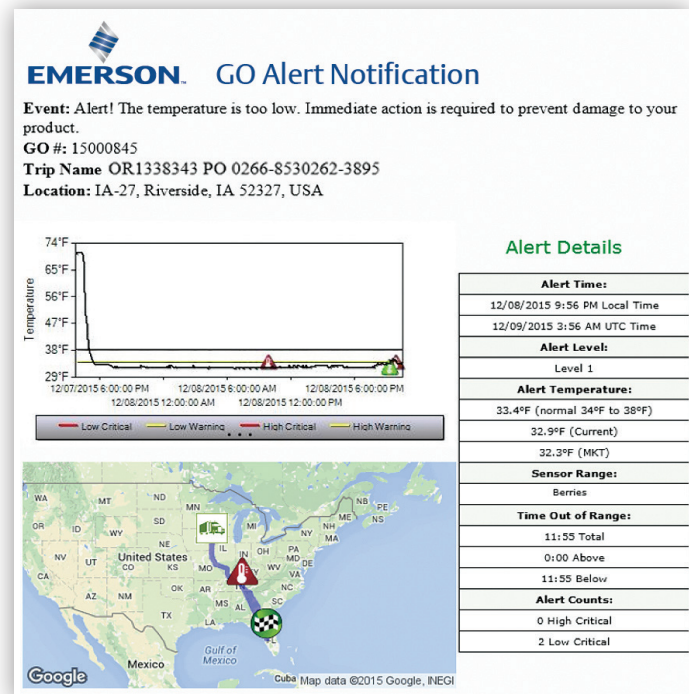 EMERSON™ GO Alert Notification
Event: Alert! The temperature is too low. Immediate action is required to prevent damage to your
product.
GO #: 15000845
Trip Name OR1338343 PO 0266-8530262-3895
Location: IA-27, Riverside, IA 52327, USA
74°F
65°F
56°F
47°F
38°F
29°F
Temperature
12/07/2015 6:00:00 PM 12/08/2015 6:00:00 AM 12/08/2015 6:00:00 PM
12/08/2015 12:00:00 AM 12/08/2015 12:00:00 PM
Low Critical Low Warning High Critical High Warning
Alert Details
Alert Time:
12/08/2015 9:56 PM Local Time
12/09/2015 3:56 AM UTC Time
Alert Level:
Level 1
Alert Temperature:
33.4°F (normal 34°F to 38°F)
32.9°F (Current)
32.3°F (MKT)
Sensor Range:
Berries
Time Out of Range:
11:55 Total
0:00 Above
11:55 Below
Alert Counts:
0 High Critical
2 Low Critical
WA MT ND MN NB PE
OR ID SD MI ME NS
WY NY NH
NE IL IN OH PA MA
NV UT United States MD
CO KS MO WV DE
CA KY VA
AZ NM OK AR NC
MS AL SC
TX LA
FL
Gulf of
Mexico
Mexico
Cuba
Google Map data ©2015 Google, INEGI